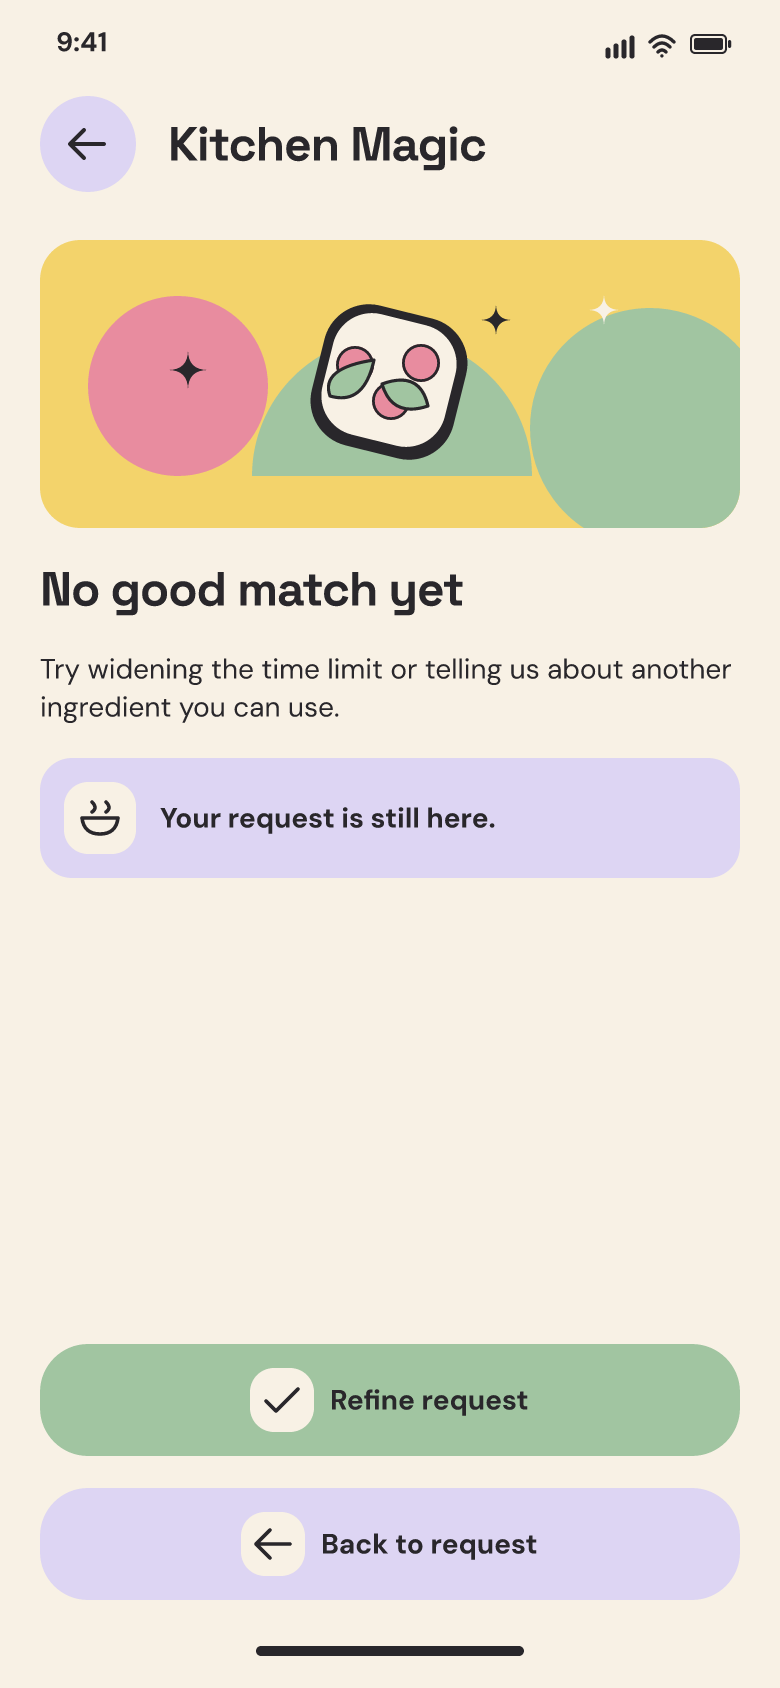 9:41
Kitchen Magic
No good match yet
Try widening the time limit or telling us about another
ingredient you can use.
Your request is still here.
Refine request
Back to request